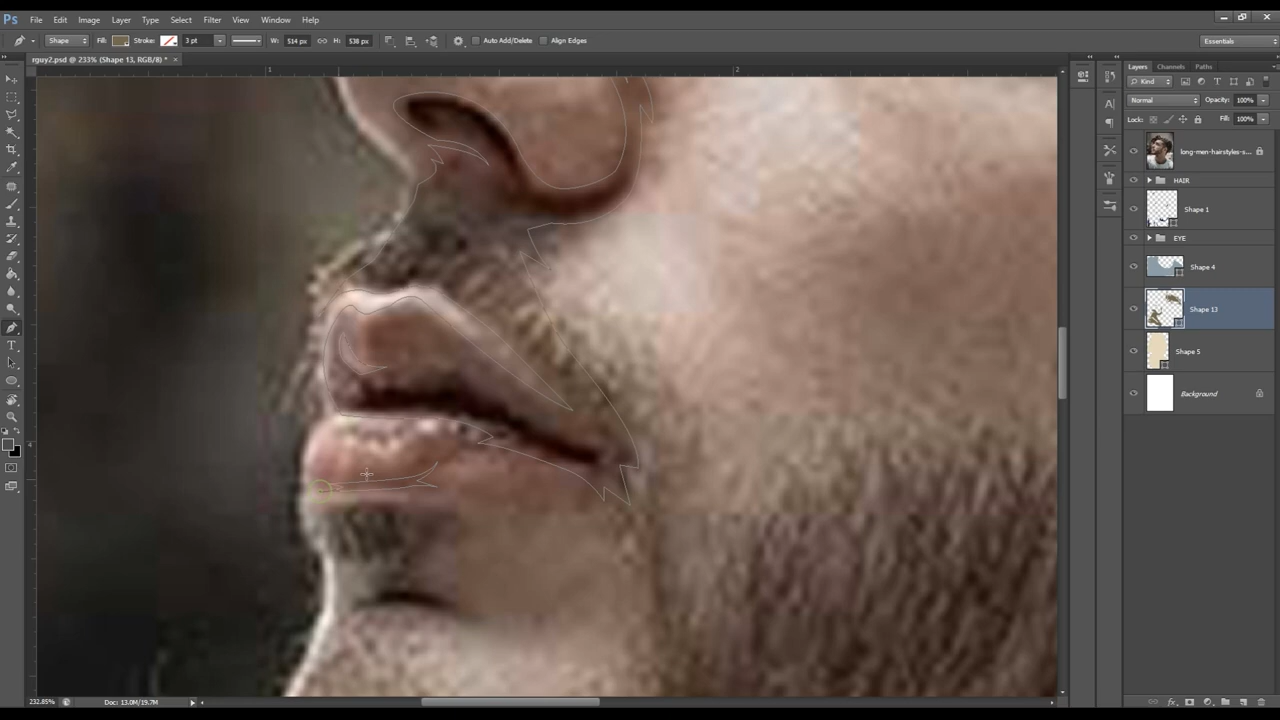 Ps File Edit Image Layer Type Select Filter View Window Help
Shape Fill: Stroke: 3 pt W: 514 px H: 538 px Auto Add/Delete Align Edges Essentials
rguy2.psd @ 233% (Shape 13, RGB/8) * ×
Layers Channels Paths
Kind
Normal Opacity: 100%
Lock: Fill: 100%
long-men-hairstyles-s...
HAIR
Shape 1
EYE
Shape 4
Shape 13
Shape 5
Background
1 2
4
232.85% Doc: 13.0M/19.7M